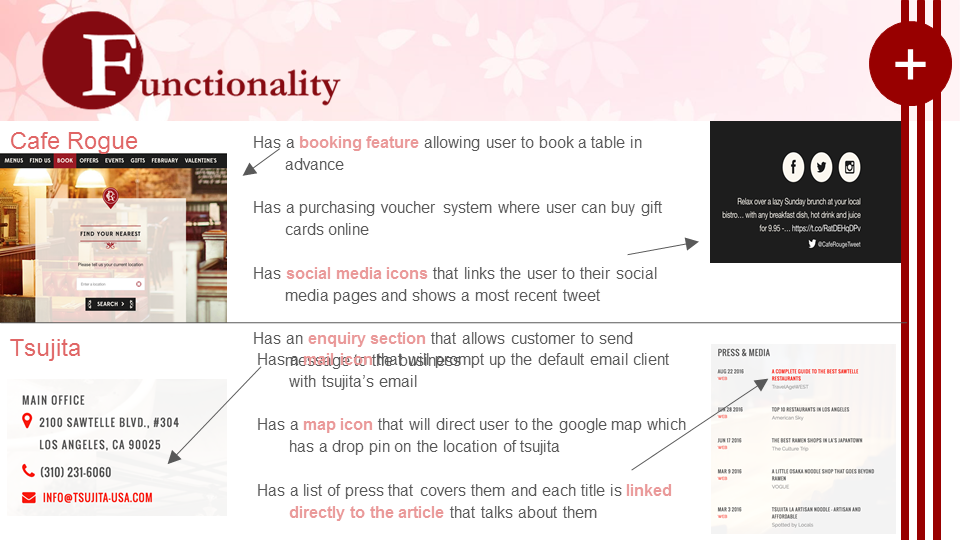 Functionality
+
Cafe Rogue
MENUS FIND US BOOK OFFERS EVENTS GIFTS FEBRUARY VALENTINE'S
FIND YOUR NEAREST
Please tell us your current location
Enter a location
SEARCH >
Has a booking feature allowing user to book a table in
advance
Has a purchasing voucher system where user can buy gift
cards online
Has social media icons that links the user to their social
media pages and shows a most recent tweet
Has an enquiry section that allows customer to send
message to the business
Relax over a lazy Sunday brunch at your local
bistro... with any breakfast dish, hot drink and juice
for 9.95 -... https://t.co/RatDEHqDPv
@CafeRougeTweet
Tsujita
MAIN OFFICE
2100 SAWTELLE BLVD., #304
LOS ANGELES, CA 90025
(310) 231-6060
INFO@TSUJITA-USA.COM
Has a mail icon that will prompt up the default email client
with tsujita's email
Has a map icon that will direct user to the google map which
has a drop pin on the location of tsujita
Has a list of press that covers them and each title is linked
directly to the article that talks about them
PRESS & MEDIA
AUG 22 2016 A COMPLETE GUIDE TO THE BEST SAWTELLE
WEB RESTAURANTS
TravelAgeWEST
JUN 28 2016 TOP 10 RESTAURANTS IN LOS ANGELES
WEB American Sky
JUN 17 2016 THE BEST RAMEN SHOPS IN LA'S JAPANTOWN
WEB The Culture Trip
MAR 9 2016 A LITTLE OSAKA NOODLE SHOP THAT GOES BEYOND
WEB RAMEN
VOGUE
MAR 3 2016 TSUJITA LA ARTISAN NOODLE - ARTISAN AND
WEB AFFORDABLE
Spotted by Locals